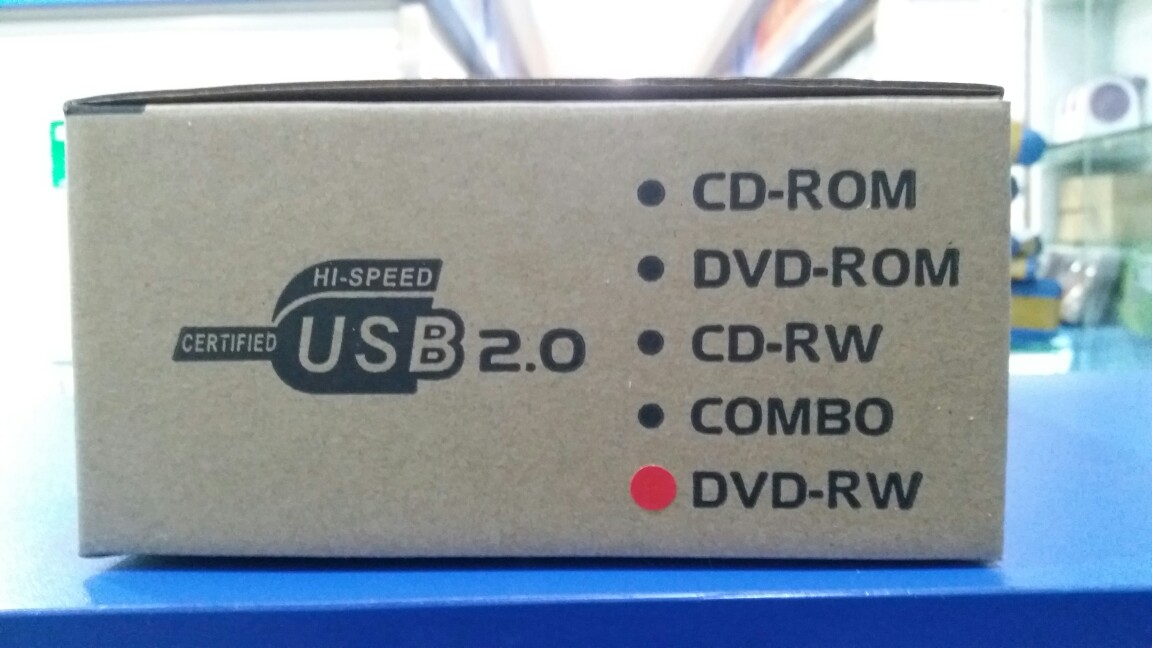 HI-SPEED
CERTIFIED USB 2.0
• CD-ROM
• DVD-ROM
• CD-RW
• COMBO
DVD-RW